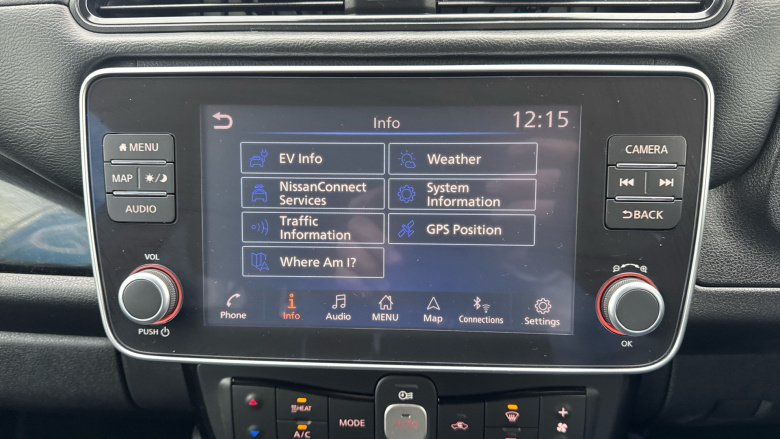 Info
12:15
MENU
MAP
AUDIO
EV Info
Weather
NissanConnect
Services
System
Information
Traffic
Information
GPS Position
Where Am I?
CAMERA
BACK
VOL
PUSH
OK
Phone
Info
Audio
MENU
Map
Connections
Settings
HEAT
MODE
A/C
AUTO